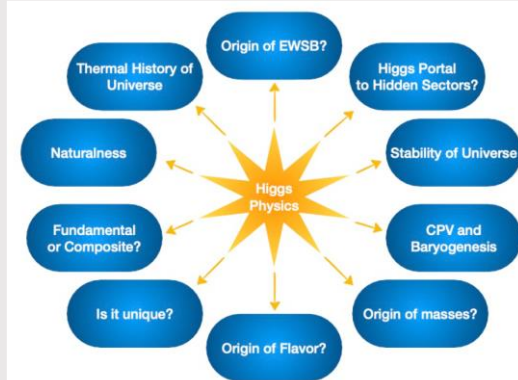 Origin of EWSB?
Thermal History of
Universe
Higgs Portal
to Hidden Sectors?
Naturalness
Stability of Universe
Higgs
Physics
Fundamental
or Composite?
CPV and
Baryogenesis
Is it unique?
Origin of masses?
Origin of Flavor?